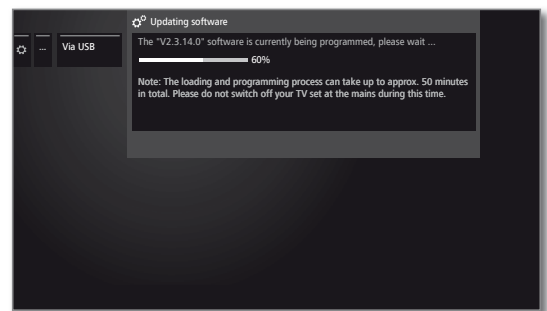 Updating software
... Via USB
The "V2.3.14.0" software is currently being programmed, please wait ...
60%
Note: The loading and programming process can take up to approx. 50 minutes
in total. Please do not switch off your TV set at the mains during this time.